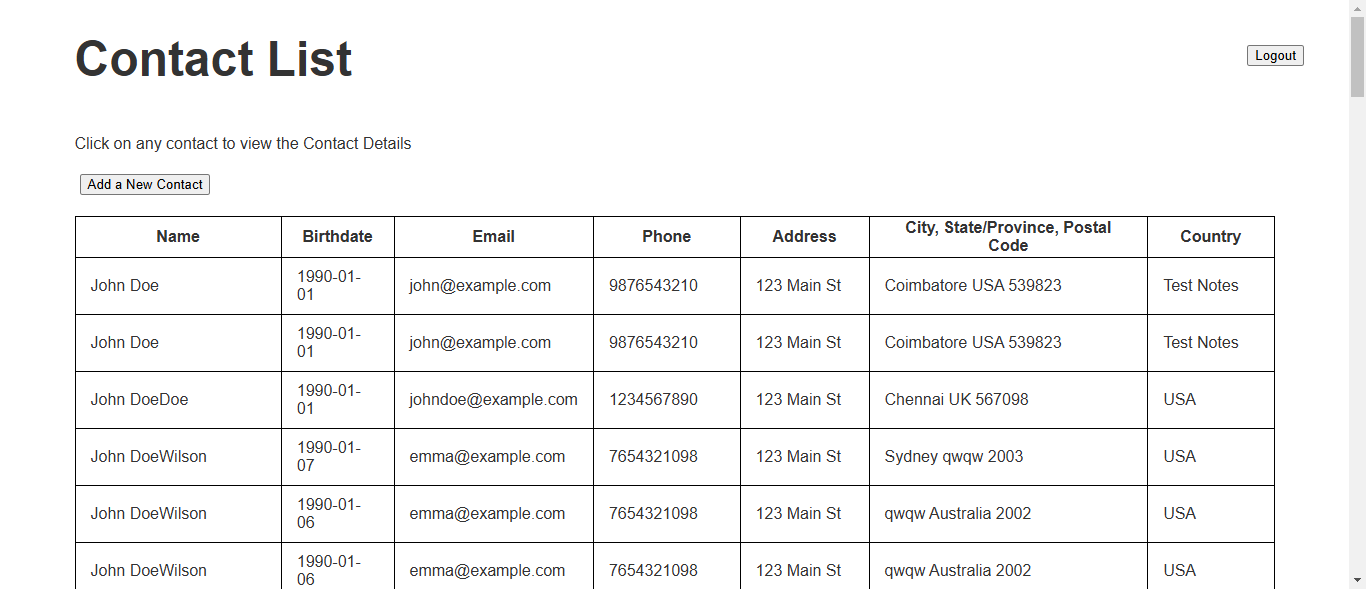 Contact List
Logout
Click on any contact to view the Contact Details
Add a New Contact
Name Birthdate Email Phone Address City, State/Province, Postal Code Country
John Doe 1990-01-01 john@example.com 9876543210 123 Main St Coimbatore USA 539823 Test Notes
John Doe 1990-01-01 john@example.com 9876543210 123 Main St Coimbatore USA 539823 Test Notes
John DoeDoe 1990-01-01 johndoe@example.com 1234567890 123 Main St Chennai UK 567098 USA
John DoeWilson 1990-01-07 emma@example.com 7654321098 123 Main St Sydney qwqw 2003 USA
John DoeWilson 1990-01-06 emma@example.com 7654321098 123 Main St qwqw Australia 2002 USA
John DoeWilson 1990-01-06 emma@example.com 7654321098 123 Main St qwqw Australia 2002 USA